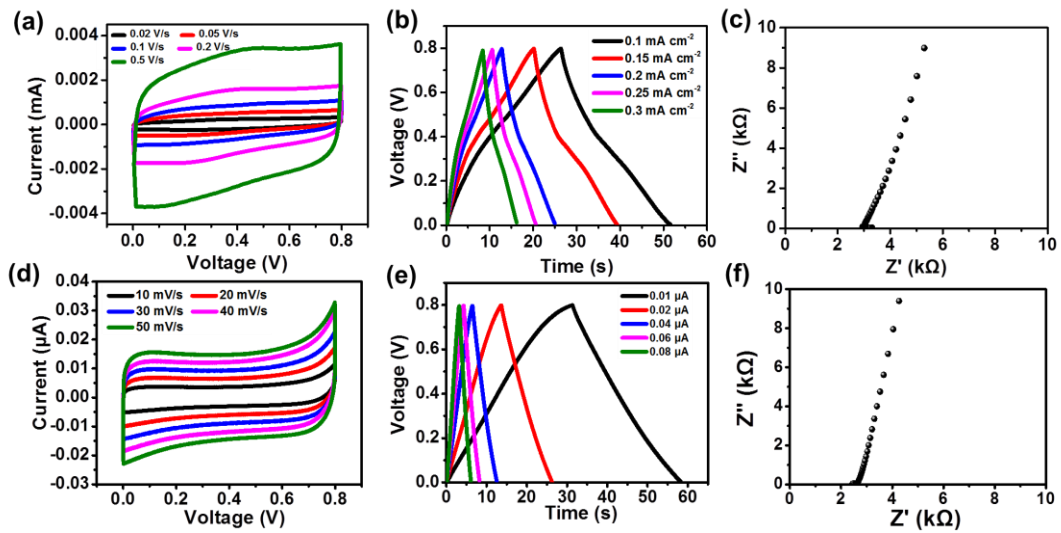 (a)
0.02 V/s 0.05 V/s
0.1 V/s 0.2 V/s
0.5 V/s
0.004
0.002
0.000
-0.002
-0.004
Current (mA)
0.0 0.2 0.4 0.6 0.8
Voltage (V)
(b)
0.1 mA cm⁻²
0.15 mA cm⁻²
0.2 mA cm⁻²
0.25 mA cm⁻²
0.3 mA cm⁻²
0.8
0.6
0.4
0.2
0.0
Voltage (V)
0 10 20 30 40 50 60
Time (s)
(c)
10
8
6
4
2
0
Z'' (kΩ)
0 2 4 6 8 10
Z' (kΩ)
(d)
10 mV/s 20 mV/s
30 mV/s 40 mV/s
50 mV/s
0.04
0.03
0.02
0.01
0.00
-0.01
-0.02
-0.03
Current (µA)
0.0 0.2 0.4 0.6 0.8
Voltage (V)
(e)
0.01 µA
0.02 µA
0.04 µA
0.06 µA
0.08 µA
0.8
0.6
0.4
0.2
0.0
Voltage (V)
0 10 20 30 40 50 60
Time (s)
(f)
10
8
6
4
2
0
Z'' (kΩ)
0 2 4 6 8 10
Z' (kΩ)